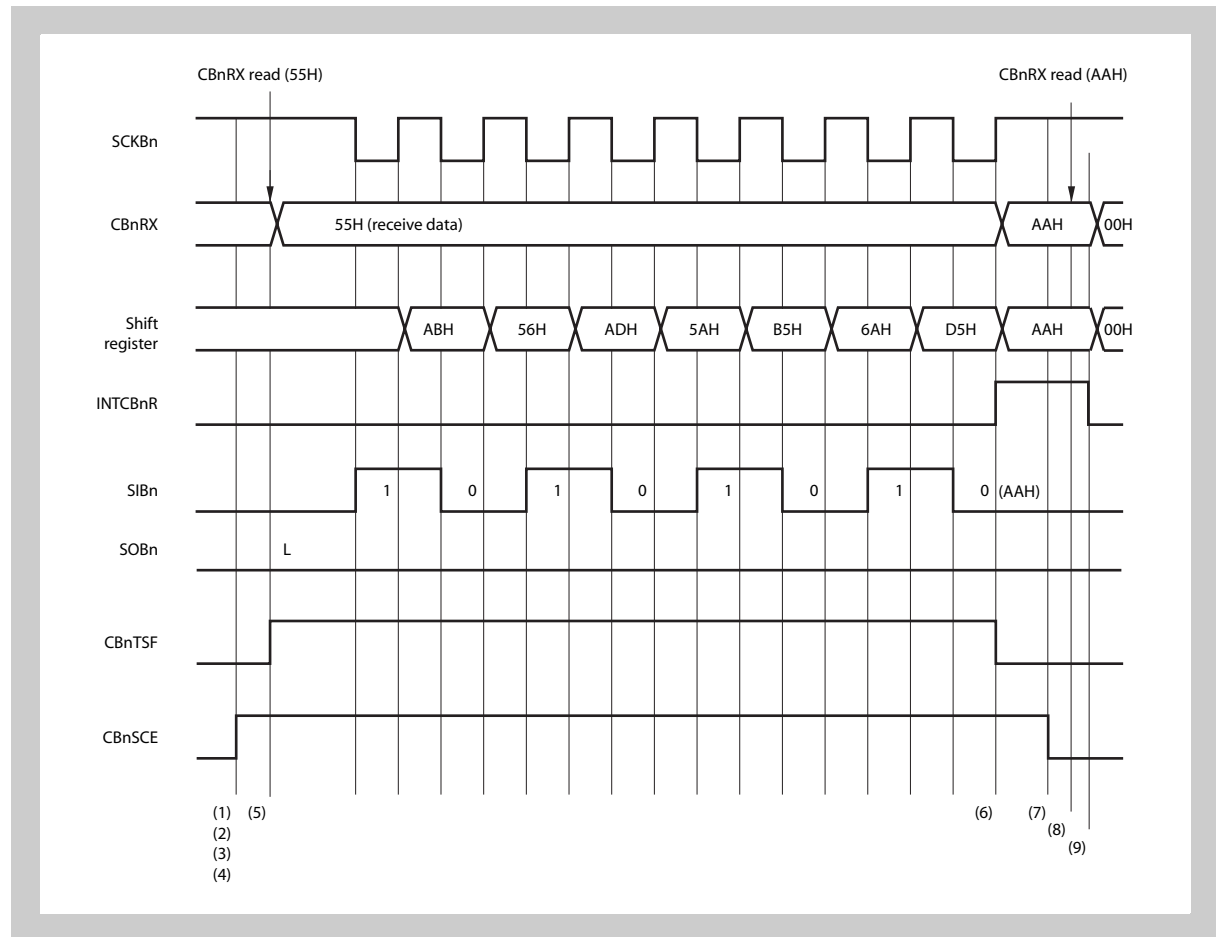 CBnRX read (55H)
CBnRX read (AAH)
SCKBn
CBnRX
55H (receive data)
AAH
00H
Shift
register
ABH
56H
ADH
5AH
B5H
6AH
D5H
AAH
00H
INTCBnR
SIBn
1
0
1
0
1
0
1
0 (AAH)
SOBn
L
CBnTSF
CBnSCE
(1)
(5)
(6)
(7)
(2)
(8)
(3)
(9)
(4)